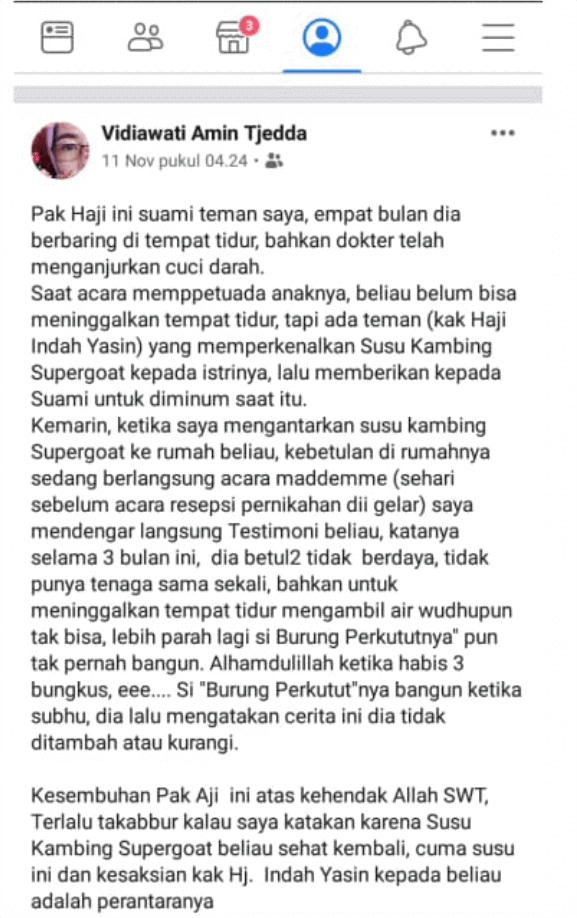 3
Vidiawati Amin Tjedda
11 Nov pukul 04.24 •
Pak Haji ini suami teman saya, empat bulan dia
berbaring di tempat tidur, bahkan dokter telah
menganjurkan cuci darah.
Saat acara memppetuada anaknya, beliau belum bisa
meninggalkan tempat tidur, tapi ada teman (kak Haji
Indah Yasin) yang memperkenalkan Susu Kambing
Supergoat kepada istrinya, lalu memberikan kepada
Suami untuk diminum saat itu.
Kemarin, ketika saya mengantarkan susu kambing
Supergoat ke rumah beliau, kebetulan di rumahnya
sedang berlangsung acara maddemme (sehari
sebelum acara resepsi pernikahan dii gelar) saya
mendengar langsung Testimoni beliau, katanya
selama 3 bulan ini,  dia betul2 tidak  berdaya, tidak
punya tenaga sama sekali, bahkan untuk
meninggalkan tempat tidur mengambil air wudhupun
tak bisa, lebih parah lagi si Burung Perkututnya" pun
tak pernah bangun. Alhamdulillah ketika habis 3
bungkus, eee.... Si "Burung Perkutut"nya bangun ketika
subhu, dia lalu mengatakan cerita ini dia tidak
ditambah atau kurangi.
Kesembuhan Pak Aji  ini atas kehendak Allah SWT,
Terlalu takabbur kalau saya katakan karena Susu
Kambing Supergoat beliau sehat kembali, cuma susu
ini dan kesaksian kak Hj.  Indah Yasin kepada beliau
adalah perantaranya